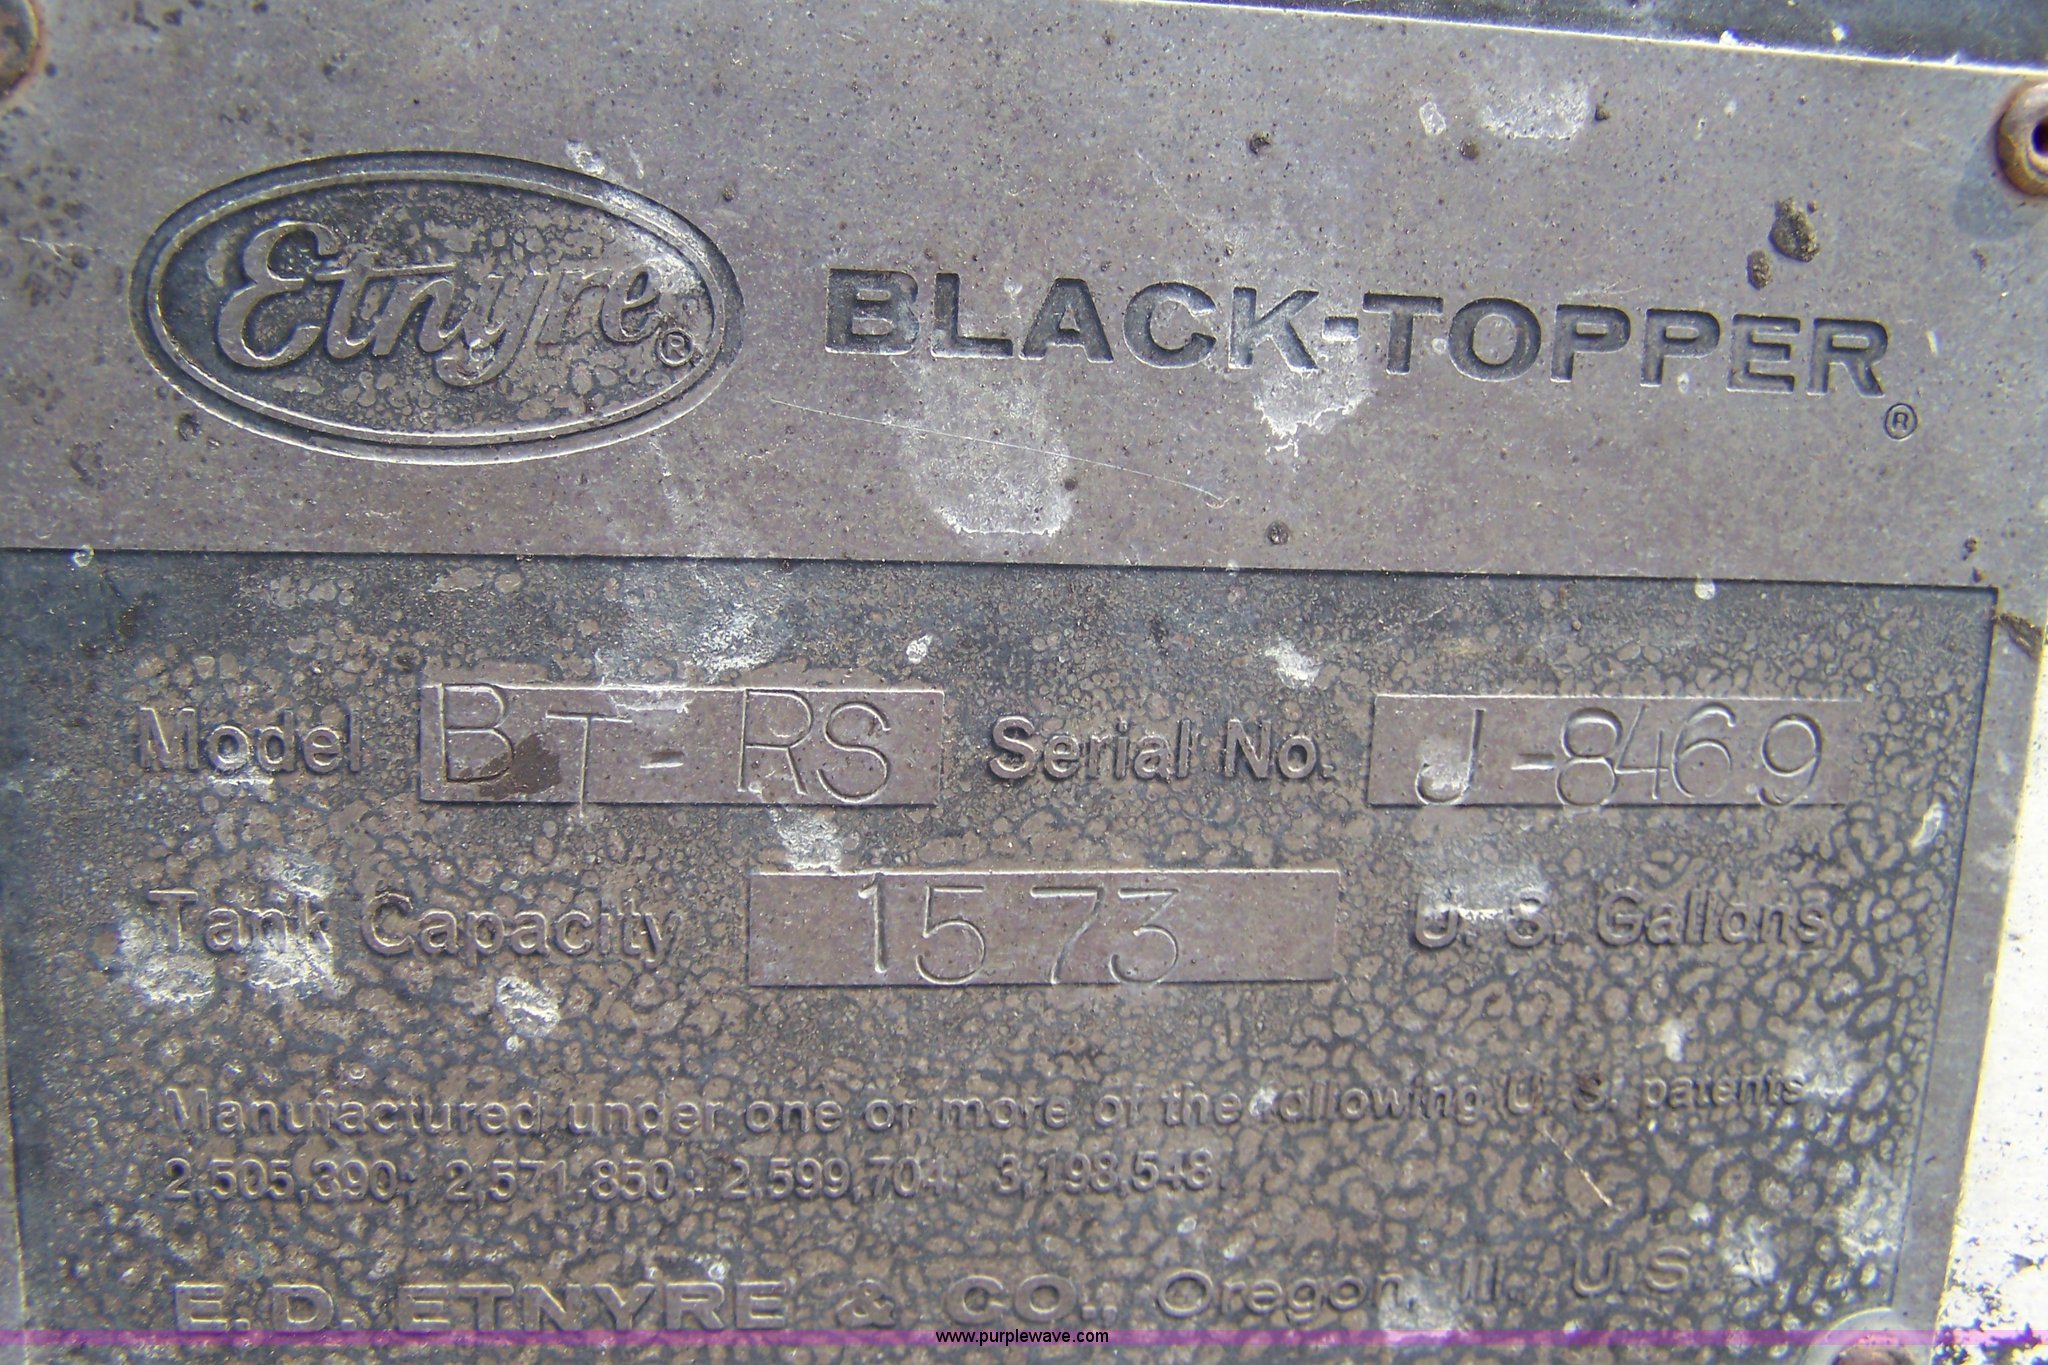 Etnyre ® BLACK-TOPPER ®
Model BT-RS Serial No. J-8469
Tank Capacity 1573 U. S. Gallons
Manufactured under one or more of the following U. S. patents
2,505,390; 2,571,850; 2,599,704; 3,198,548.
E. D. ETNYRE & CO., Oregon, Ill., U.S.
www.purplewave.com